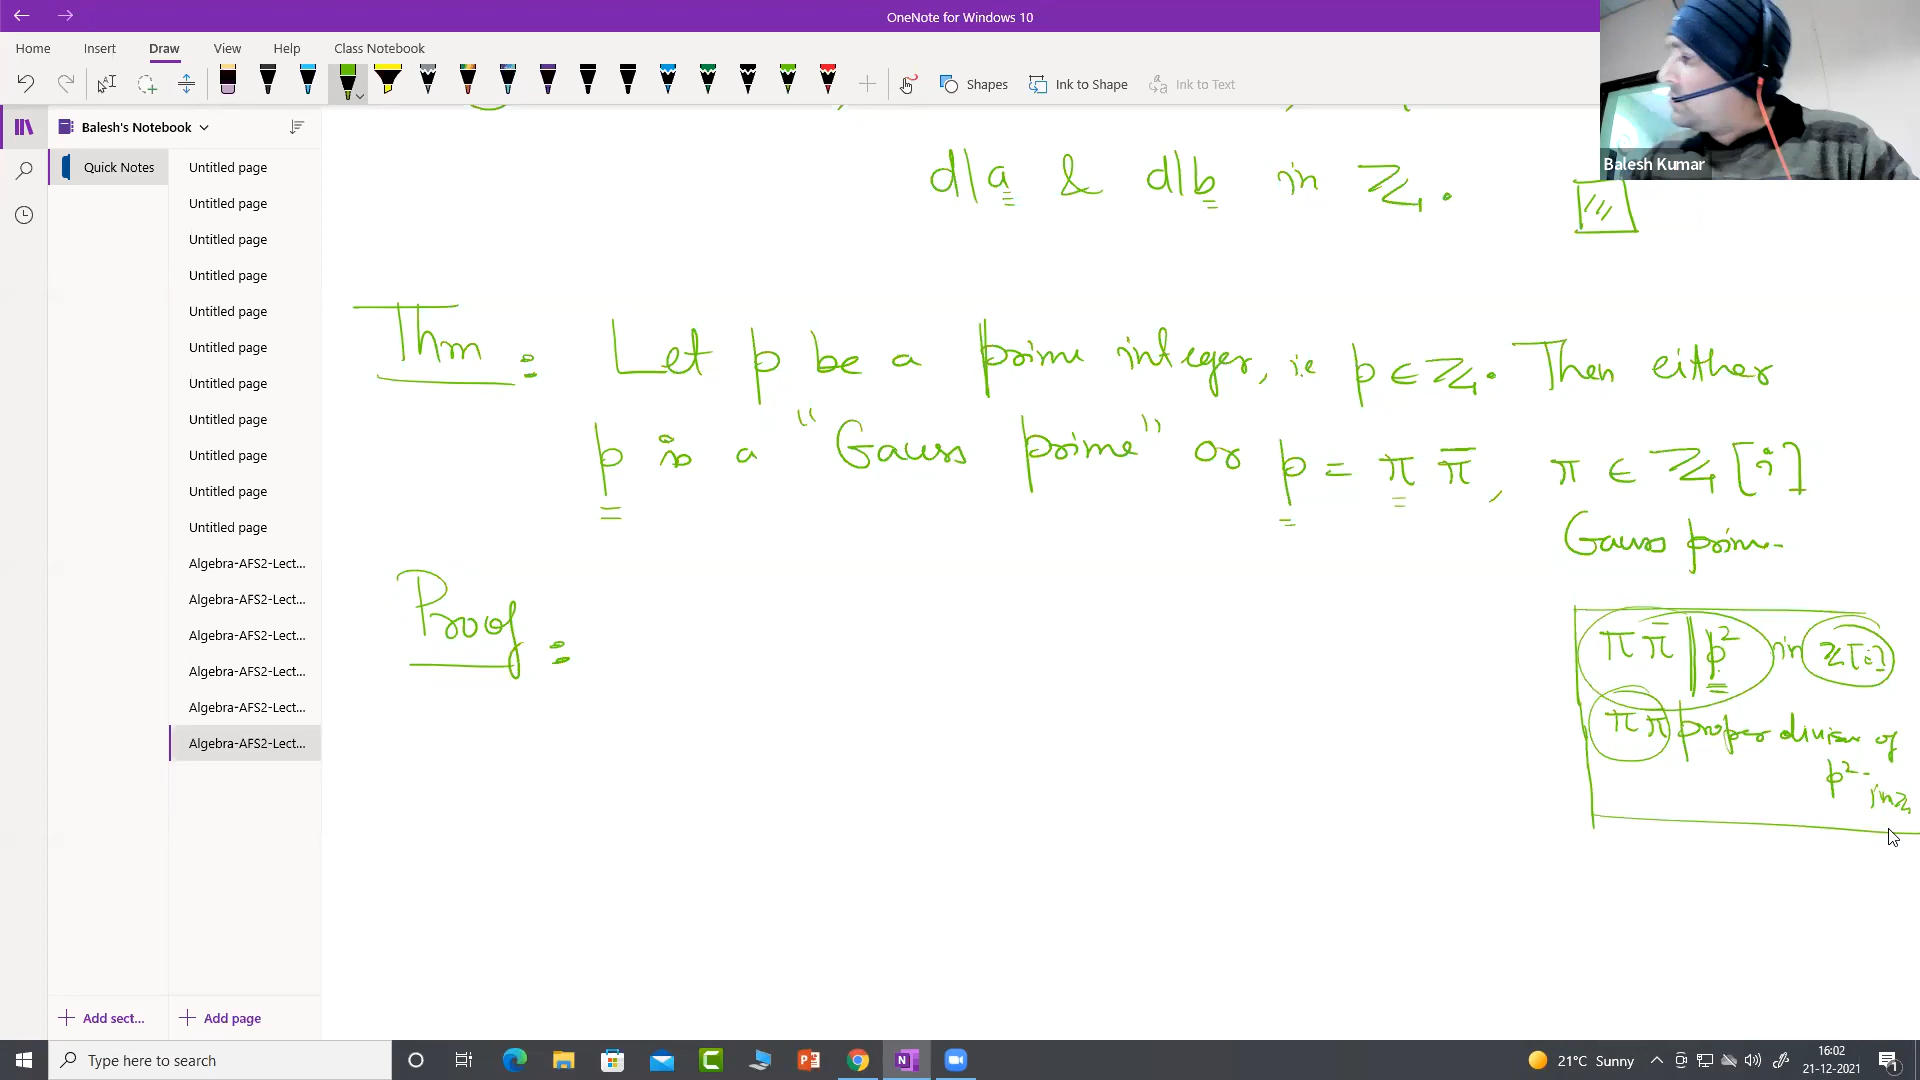 OneNote for Windows 10
Home Insert Draw View Help Class Notebook
Shapes Ink to Shape Ink to Text
Balesh's Notebook
Quick Notes
Untitled page
Untitled page
Untitled page
Untitled page
Untitled page
Untitled page
Untitled page
Untitled page
Untitled page
Untitled page
Untitled page
Algebra-AFS2-Lect...
Algebra-AFS2-Lect...
Algebra-AFS2-Lect...
Algebra-AFS2-Lect...
Algebra-AFS2-Lect...
Algebra-AFS2-Lect...
Add sect...
Add page
Balesh Kumar
d|a & d|b in ℤ.
Thm: Let p be a prime integer, i.e p ∈ ℤ. Then either
p is a "Gauss prime" or p = π π̄, π ∈ ℤ[i]
Gauss prime.
Proof:
π π̄ || p² in ℤ[i]
π π̄ proper divisor of
p². in ℤ
Type here to search
21°C Sunny
16:02
21-12-2021
1